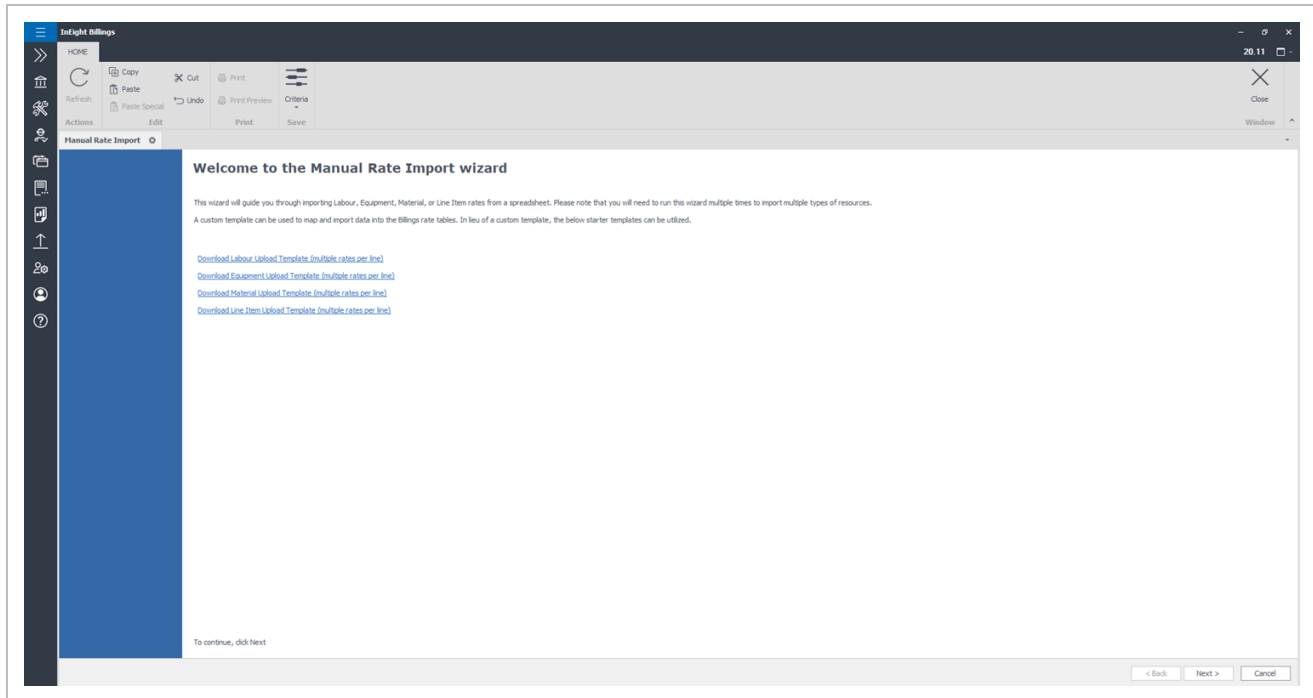 InEight Billings
HOME
20.11
Refresh
Copy
Paste
Paste Special
Cut
Undo
Print
Print Preview
Criteria
Close
Actions
Edit
Print
Save
Window
Manual Rate Import
Welcome to the Manual Rate Import wizard
This wizard will guide you through importing Labour, Equipment, Material, or Line Item rates from a spreadsheet. Please note that you will need to run this wizard multiple times to import multiple types of resources.
A custom template can be used to map and import data into the Billings rate tables. In lieu of a custom template, the below starter templates can be utilized.
Download Labour Upload Template (multiple rates per line)
Download Equipment Upload Template (multiple rates per line)
Download Material Upload Template (multiple rates per line)
Download Line Item Upload Template (multiple rates per line)
To continue, click Next
< Back
Next >
Cancel